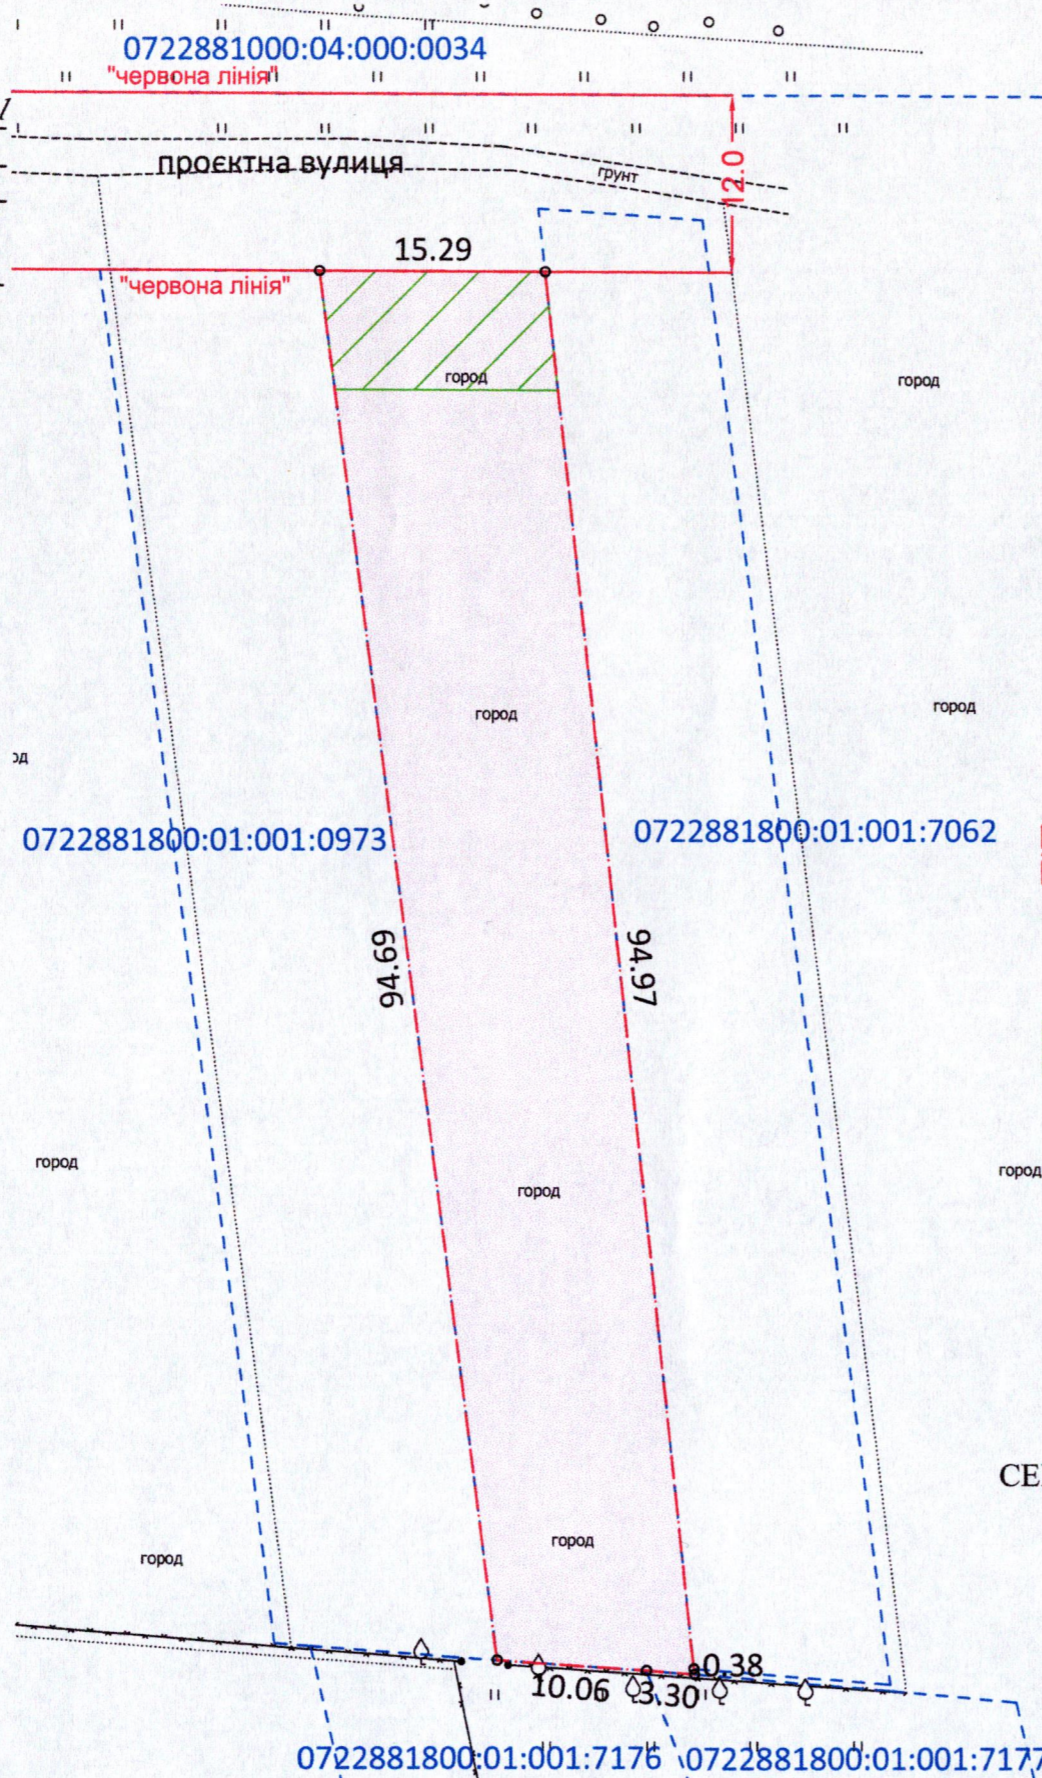 0722881000:04:000:0034
"червона лінія"
проєктна вулиця
грунт
12.0
15.29
"червона лінія"
город
город
город
город
0722881800:01:001:0973
0722881800:01:001:7062
94.69
94.97
город
город
город
город
город
0.38
10.06
3.30
0722881800:01:001:7176
0722881800:01:001:7177